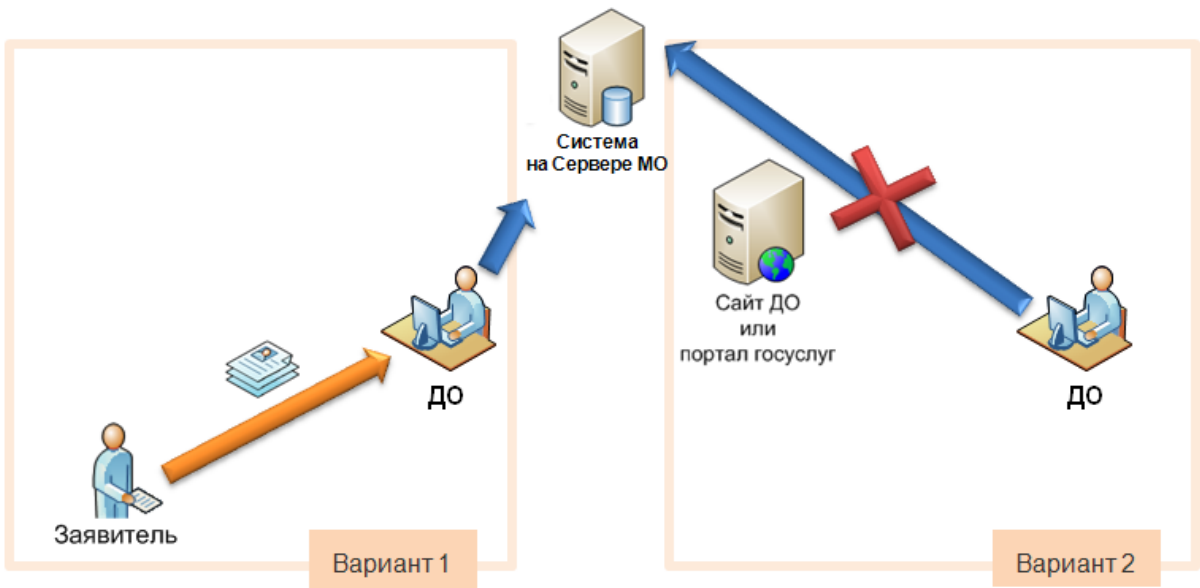 Система
на Сервере МО
ДО
Заявитель
Вариант 1
Сайт ДО
или
портал госуслуг
ДО
Вариант 2